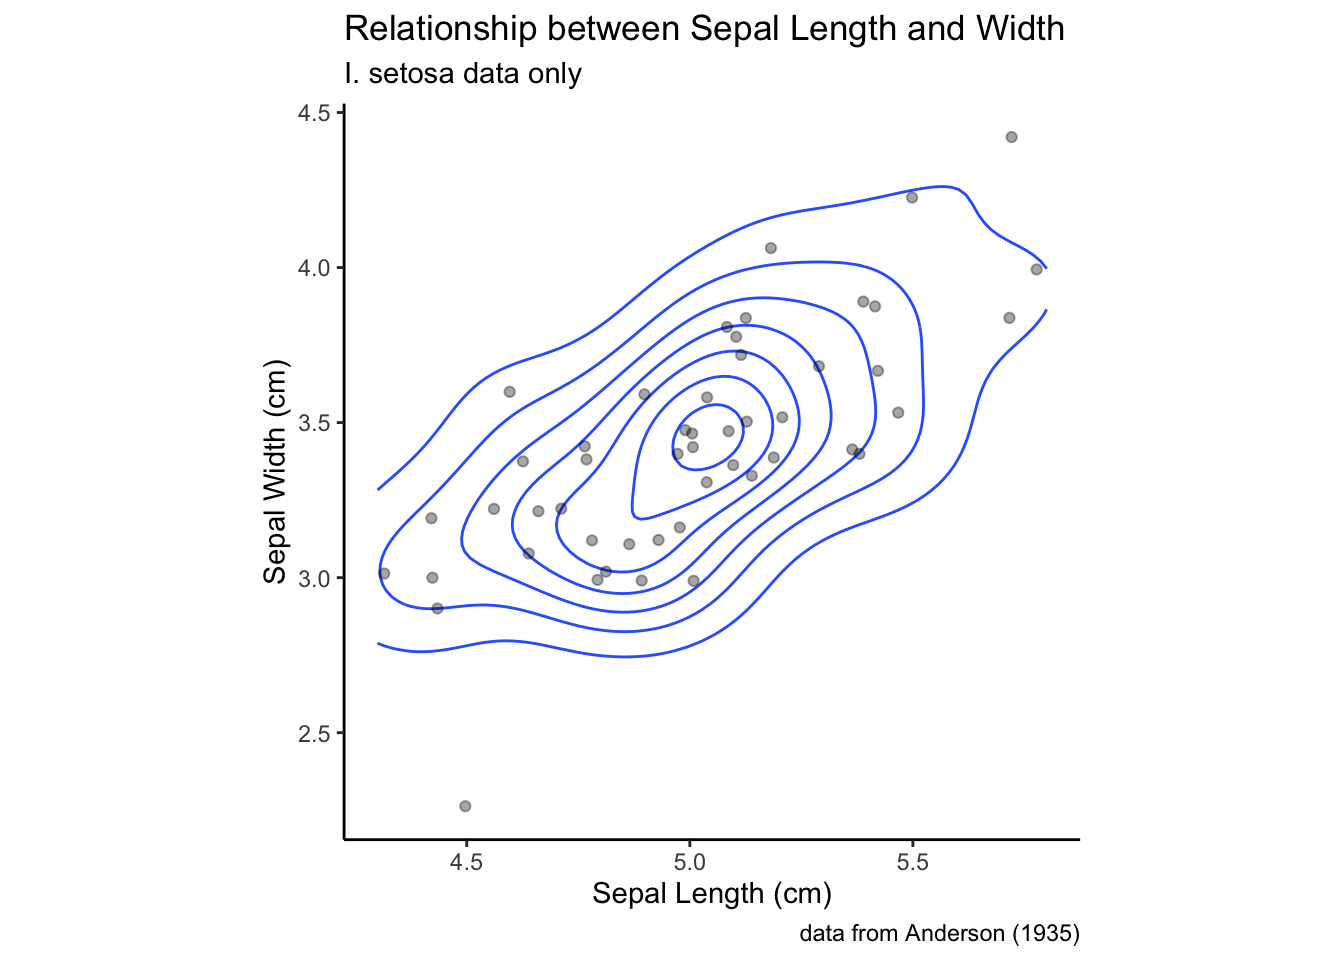 Relationship between Sepal Length and Width
I. setosa data only
4.5
4.0
3.5
3.0
2.5
Sepal Width (cm)
4.5
5.0
5.5
Sepal Length (cm)
data from Anderson (1935)